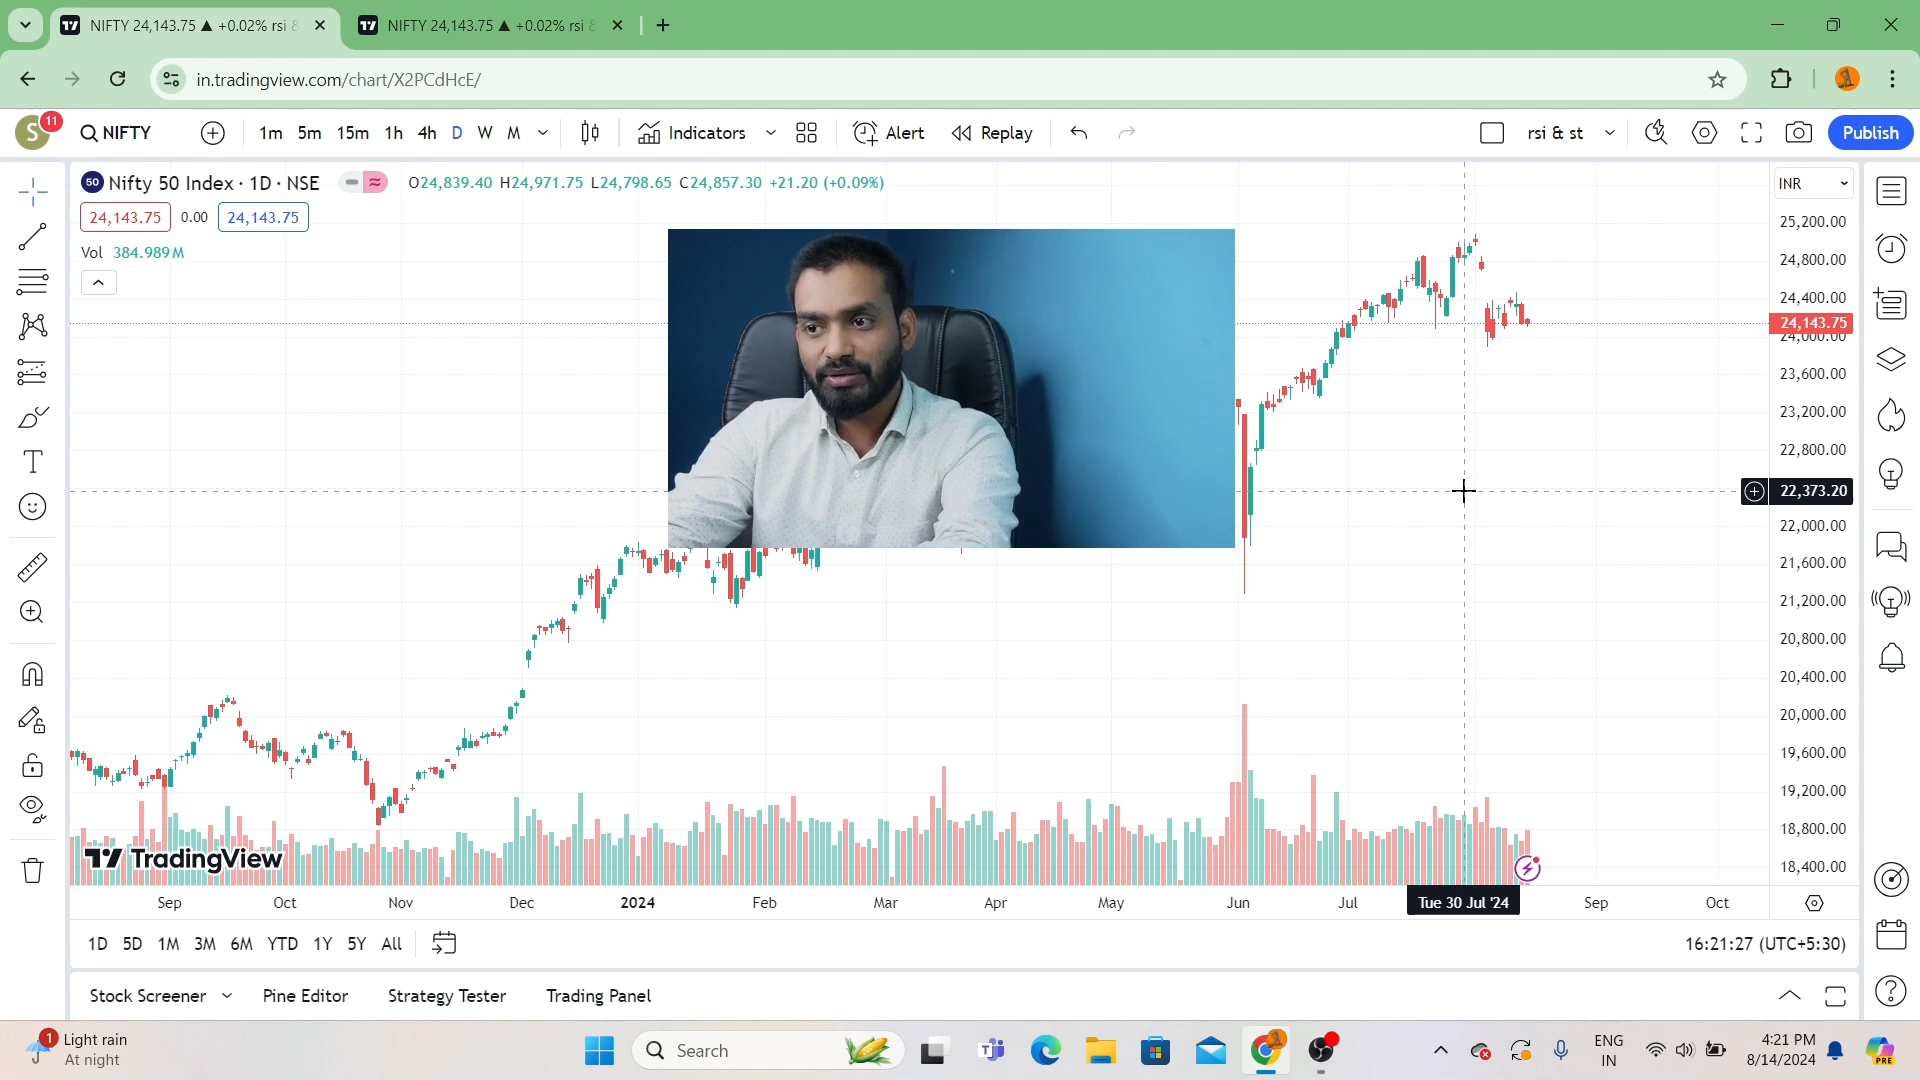 NIFTY 24,143.75 ▲ +0.02% rsi &
NIFTY 24,143.75 ▲ +0.02% rsi &
in.tradingview.com/chart/X2PCdHcE/
S 11 NIFTY 1m 5m 15m 1h 4h D W M Indicators Alert Replay rsi & st Publish
50 Nifty 50 Index · 1D · NSE O24,839.40 H24,971.75 L24,798.65 C24,857.30 +21.20 (+0.09%) INR
24,143.75 0.00 24,143.75
Vol 384.989M
25,200.00
24,800.00
24,400.00
24,143.75
24,000.00
23,600.00
23,200.00
22,800.00
22,373.20
22,000.00
21,600.00
21,200.00
20,800.00
20,400.00
20,000.00
19,600.00
19,200.00
18,800.00
18,400.00
TradingView
Sep Oct Nov Dec 2024 Feb Mar Apr May Jun Jul Tue 30 Jul '24 Sep Oct
1D 5D 1M 3M 6M YTD 1Y 5Y All 16:21:27 (UTC+5:30)
Stock Screener Pine Editor Strategy Tester Trading Panel
1 Light rain
At night
Search
ENG
IN
4:21 PM
8/14/2024
PRE